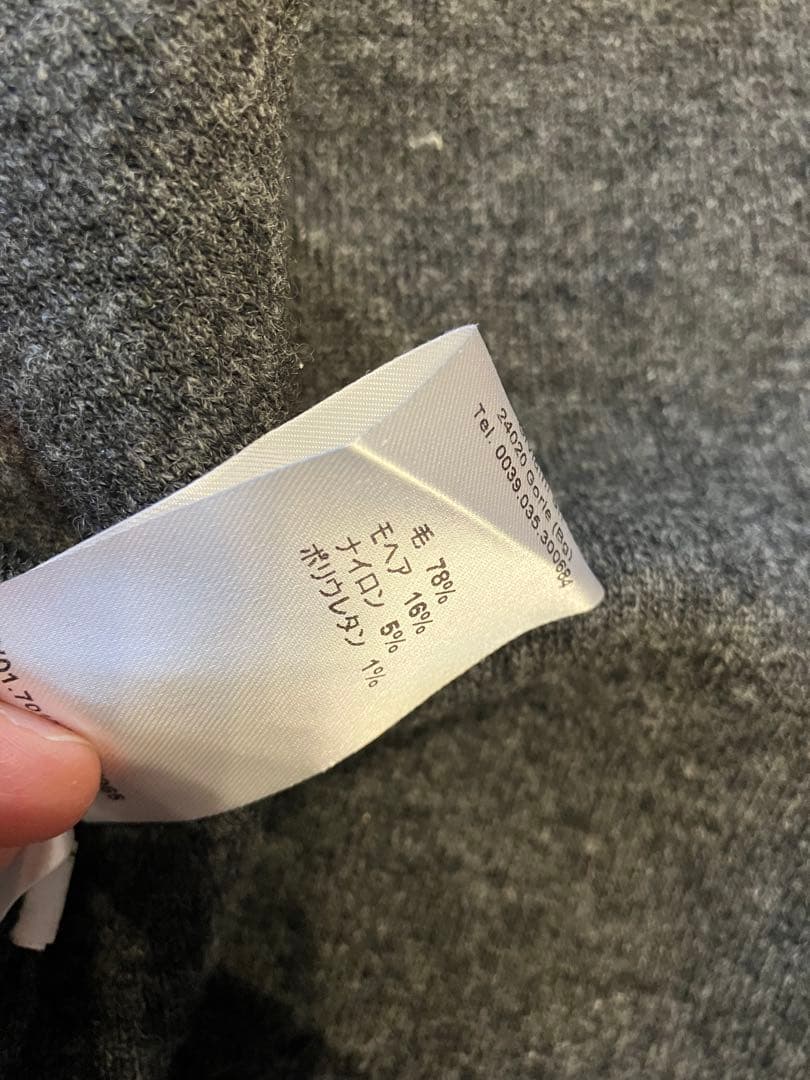 毛 78%
モヘア 16%
ナイロン 5%
ポリウレタン 1%
24020 Gorle (Bg)
Tel. 0039.035.300684